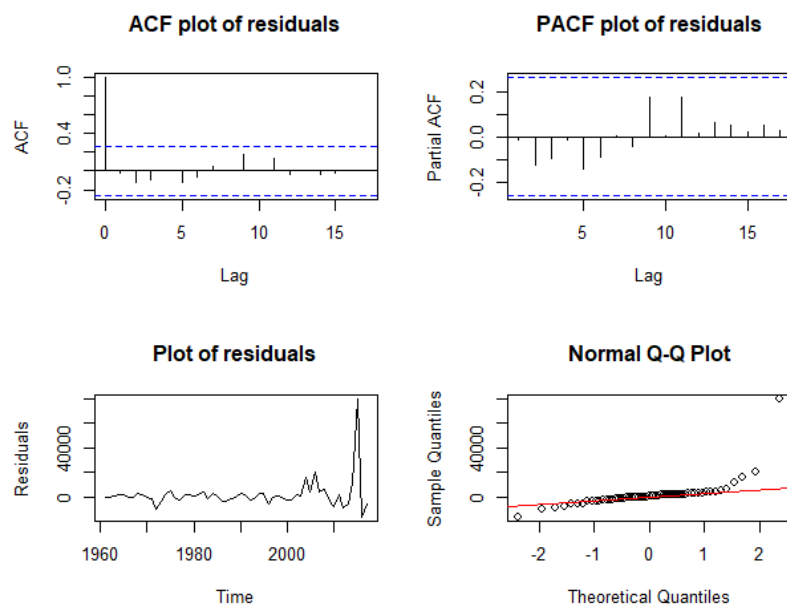 ACF plot of residuals
ACF
1.0
0.4
-0.2
0
5
10
15
Lag
PACF plot of residuals
Partial ACF
0.2
0.0
-0.2
5
10
15
Lag
Plot of residuals
Residuals
40000
0
1960
1980
2000
Time
Normal Q-Q Plot
Sample Quantiles
40000
0
-2
-1
0
1
2
Theoretical Quantiles